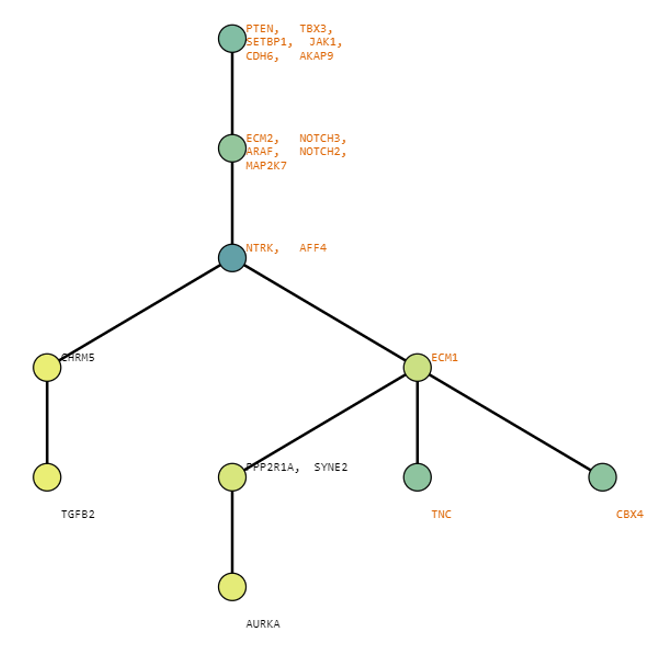 PTEN, TBX3,
SETBP1, JAK1,
CDH6, AKAP9
ECM2, NOTCH3,
ARAF, NOTCH2,
MAP2K7
NTRK, AFF4
CHRM5
ECM1
PPP2R1A, SYNE2
TGFB2
TNC
CBX4
AURKA